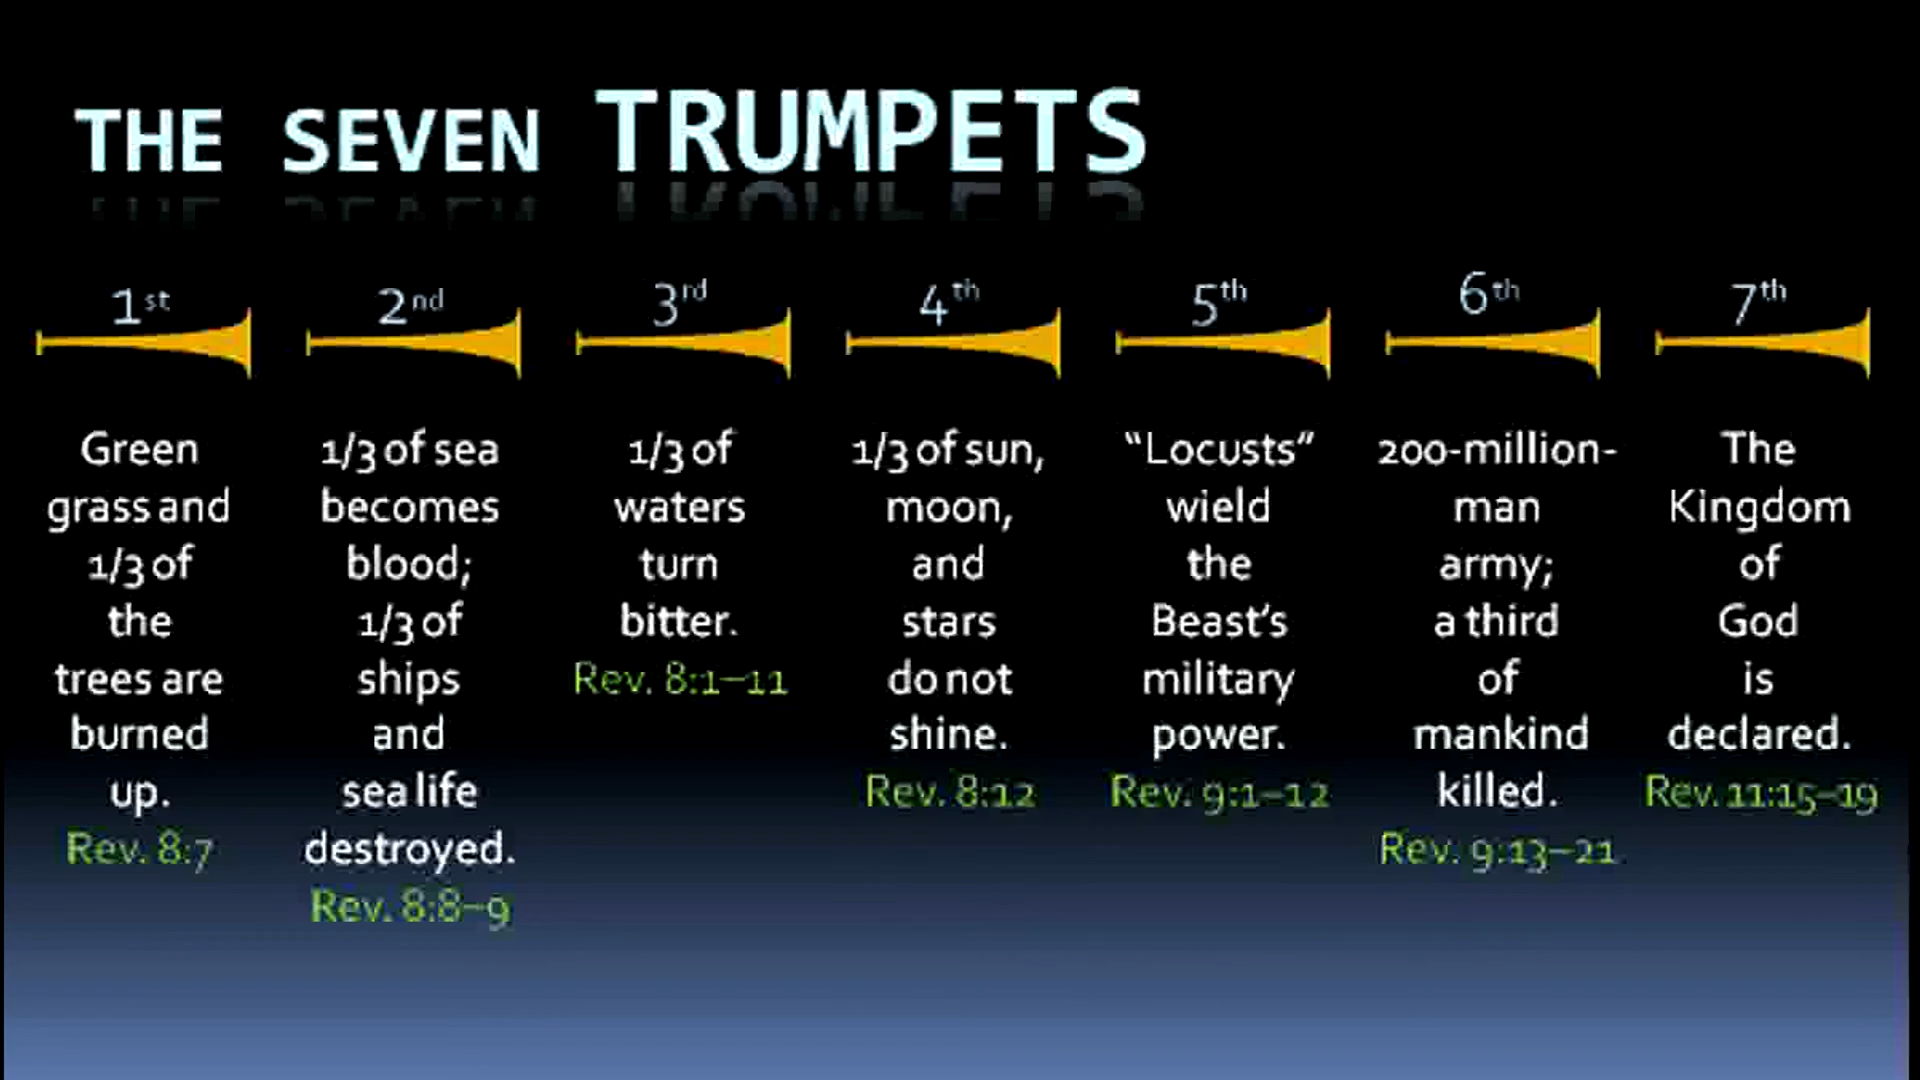 THE SEVEN TRUMPETS
1st
Green
grass and
1/3 of
the
trees are
burned
up.
Rev. 8:7
2nd
1/3 of sea
becomes
blood;
1/3 of
ships
and
sea life
destroyed.
Rev. 8:8–9
3rd
1/3 of
waters
turn
bitter.
Rev. 8:1–11
4th
1/3 of sun,
moon,
and
stars
do not
shine.
Rev. 8:12
5th
“Locusts”
wield
the
Beast’s
military
power.
Rev. 9:1–12
6th
200-million-
man
army;
a third
of
mankind
killed.
Rev. 9:13–21
7th
The
Kingdom
of
God
is
declared.
Rev. 11:15–19